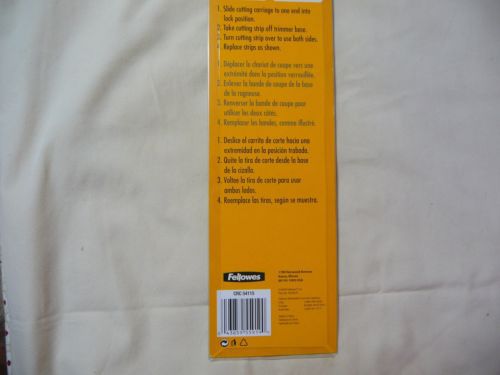 1. Slide cutting carriage to one end into
lock position.
2. Take cutting strip off trimmer base.
3. Turn cutting strip over to use both sides.
4. Replace strips as shown.
1. Déplacer le chariot de coupe vers une
extrémité dans la position verrouillée.
2. Enlever la bande de coupe de la base
de la rogneuse.
3. Renverser la bande de coupe pour
utiliser les deux côtés.
4. Remplacer les bandes, comme illustré.
1. Deslice el carrito de corte hacia una
extremidad en la posición trabada.
2. Quite la tira de corte desde la base
de la cizalla.
3. Voltee la tira de corte para usar
ambos lados.
4. Reemplace las tiras, según se muestra.
Fellowes
CRC 54115